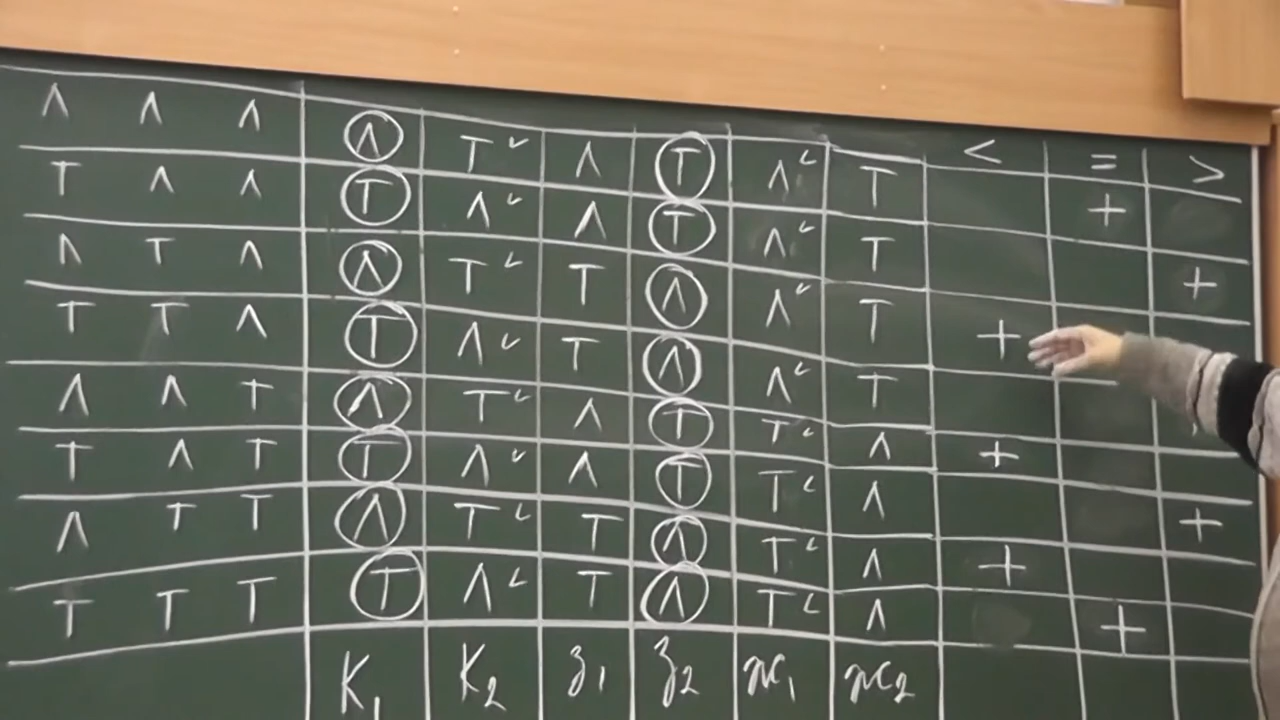 < = >
Л Л Л Л Т✓ Л Т Л✓ Т +
Т Л Л Т Л✓ Л Т Л✓ Т +
Л Т Л Л Т✓ Т Л Л✓ Т +
Т Т Л Т Л✓ Т Л Л✓ Т
Л Л Т Л Т✓ Л Т Т✓ Л +
Т Л Т Т Л✓ Л Т Т✓ Л +
Л Т Т Л Т✓ Т Л Т✓ Л +
Т Т Т Т Л✓ Т Л Т✓ Л +
К₁ К₂ З₁ З₂ Ж₁ Ж₂